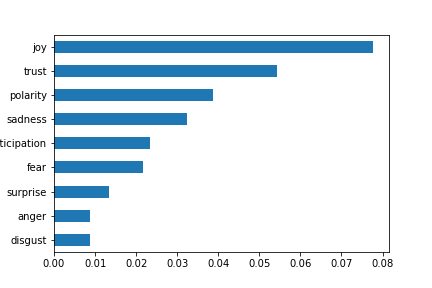 joy
trust
polarity
sadness
ticipation
fear
surprise
anger
disgust
0.00 0.01 0.02 0.03 0.04 0.05 0.06 0.07 0.08